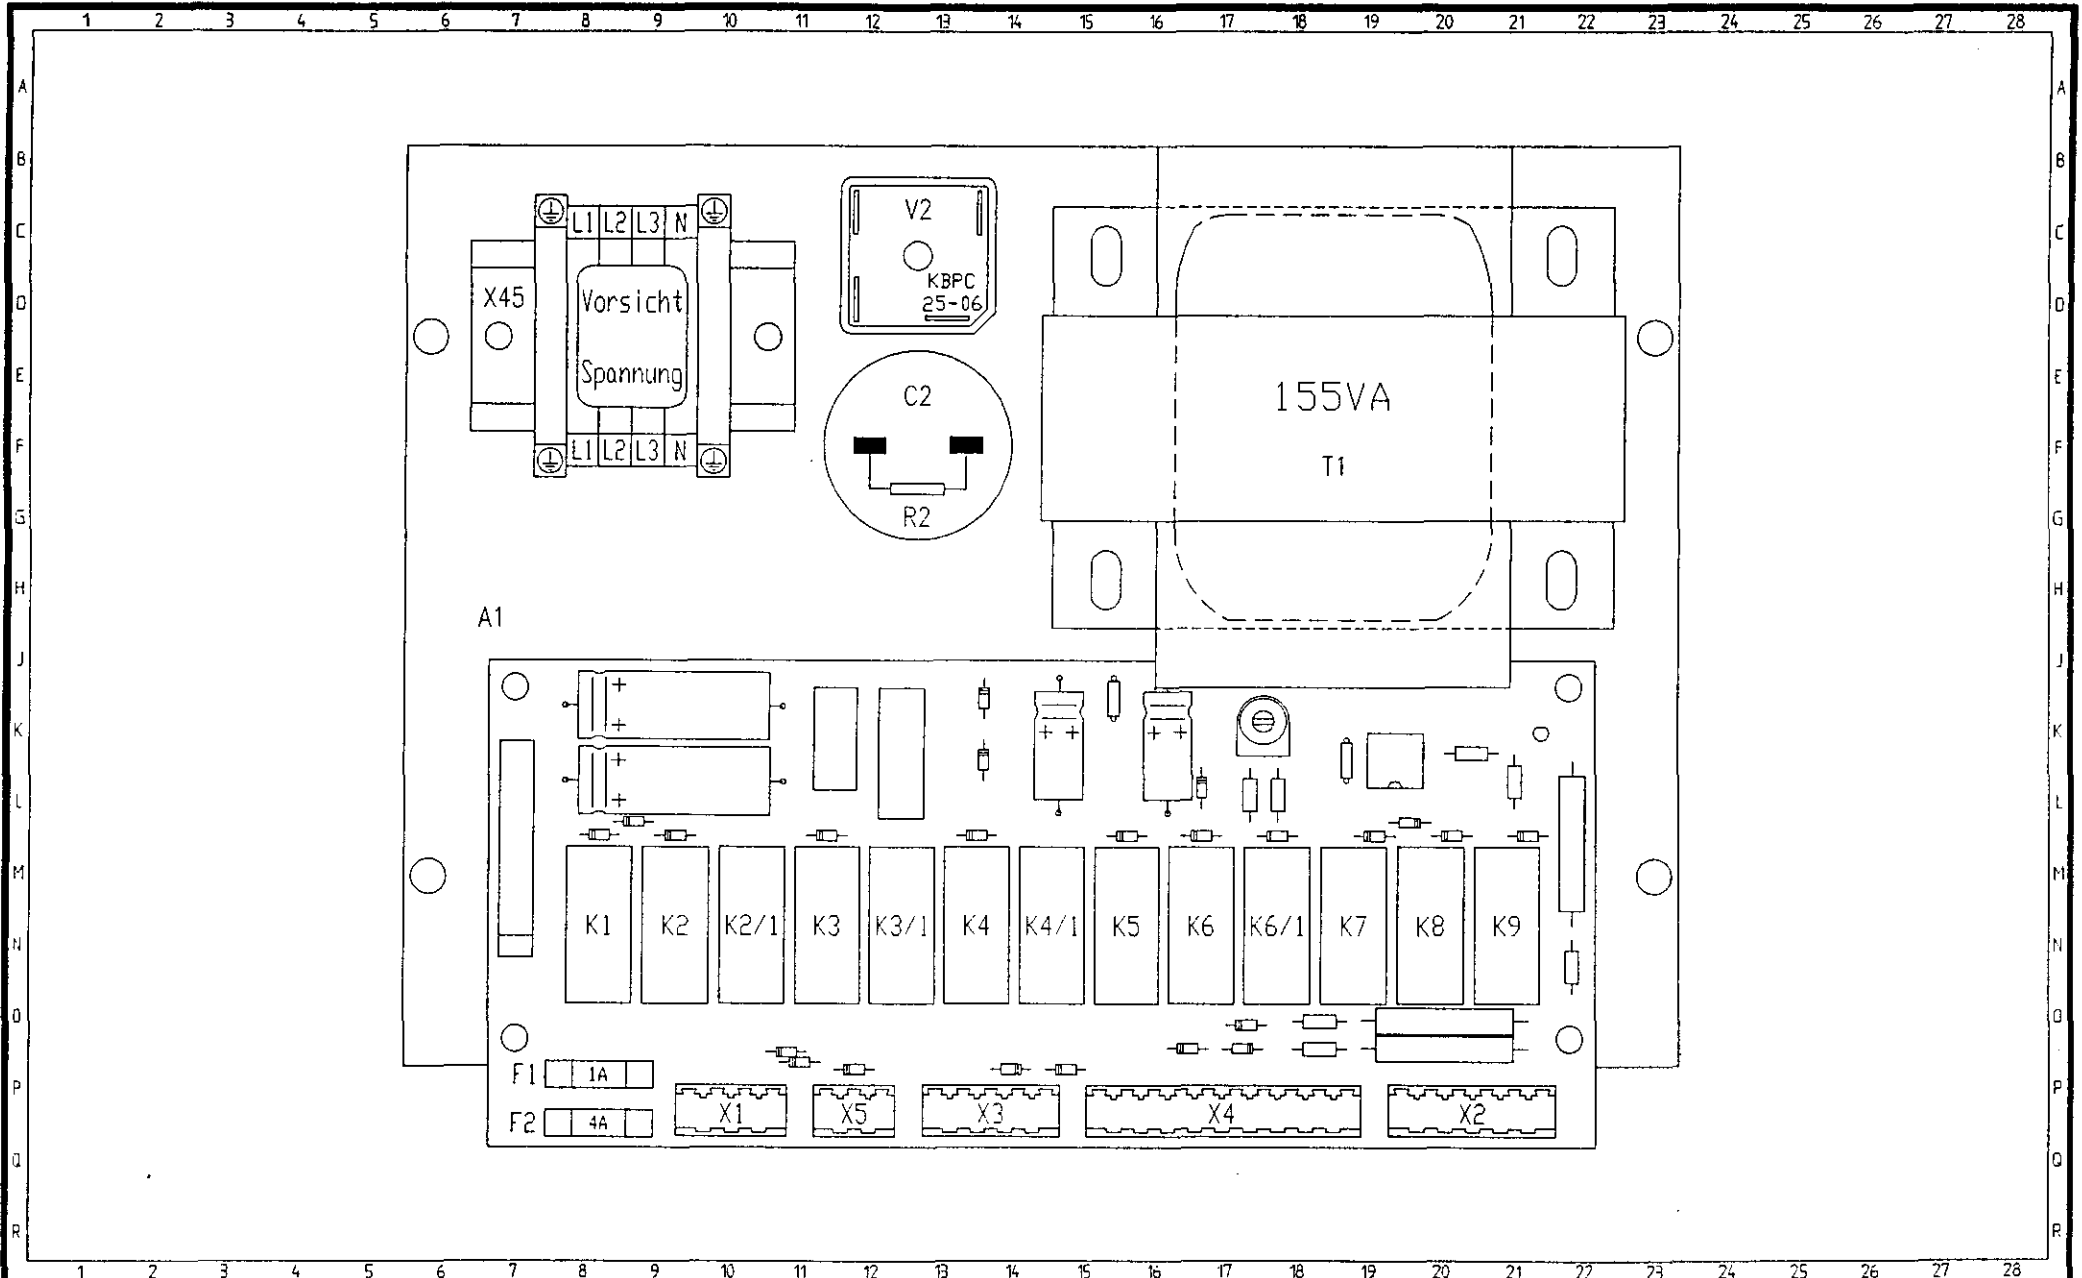 1 2 3 4 5 6 7 8 9 10 11 12 13 14 15 16 17 18 19 20 21 22 23 24 25 26 27 28
A A
B B
V2
L1 L2 L3 N
C C
KBPC
X45 Vorsicht
25-06
D D
Spannung
E E
C2
155VA
F F
L1 L2 L3 N
T1
G G
R2
H H
A1
J J
+ +
K K
+ + + + +
+
L L
+
M M
K1 K2 K2/1 K3 K3/1 K4 K4/1 K5 K6 K6/1 K7 K8 K9
N N
O O
F1 1A
P P
F2 4A X1 X5 X3 X4 X2
Q Q
R R
1 2 3 4 5 6 7 8 9 10 11 12 13 14 15 16 17 18 19 20 21 22 23 24 25 26 27 28